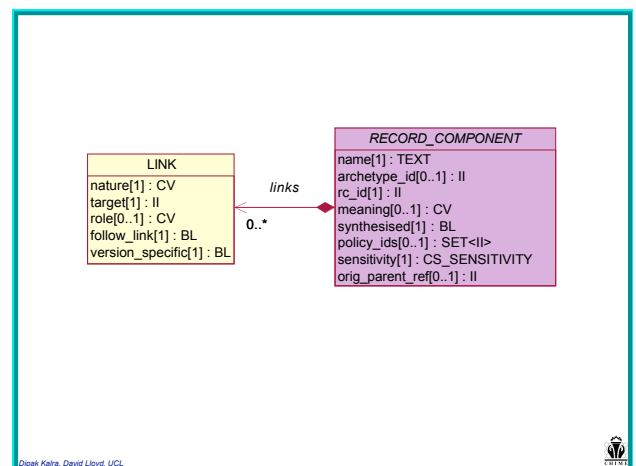 LINK
nature[1] : CV
target[1] : II
role[0..1] : CV
follow_link[1] : BL
version_specific[1] : BL
links
0..*
RECORD_COMPONENT
name[1] : TEXT
archetype_id[0..1] : II
rc_id[1] : II
meaning[0..1] : CV
synthesised[1] : BL
policy_ids[0..1] : SET<II>
sensitivity[1] : CS_SENSITIVITY
orig_parent_ref[0..1] : II
Dipak Kalra, David Lloyd, UCL
CHIME